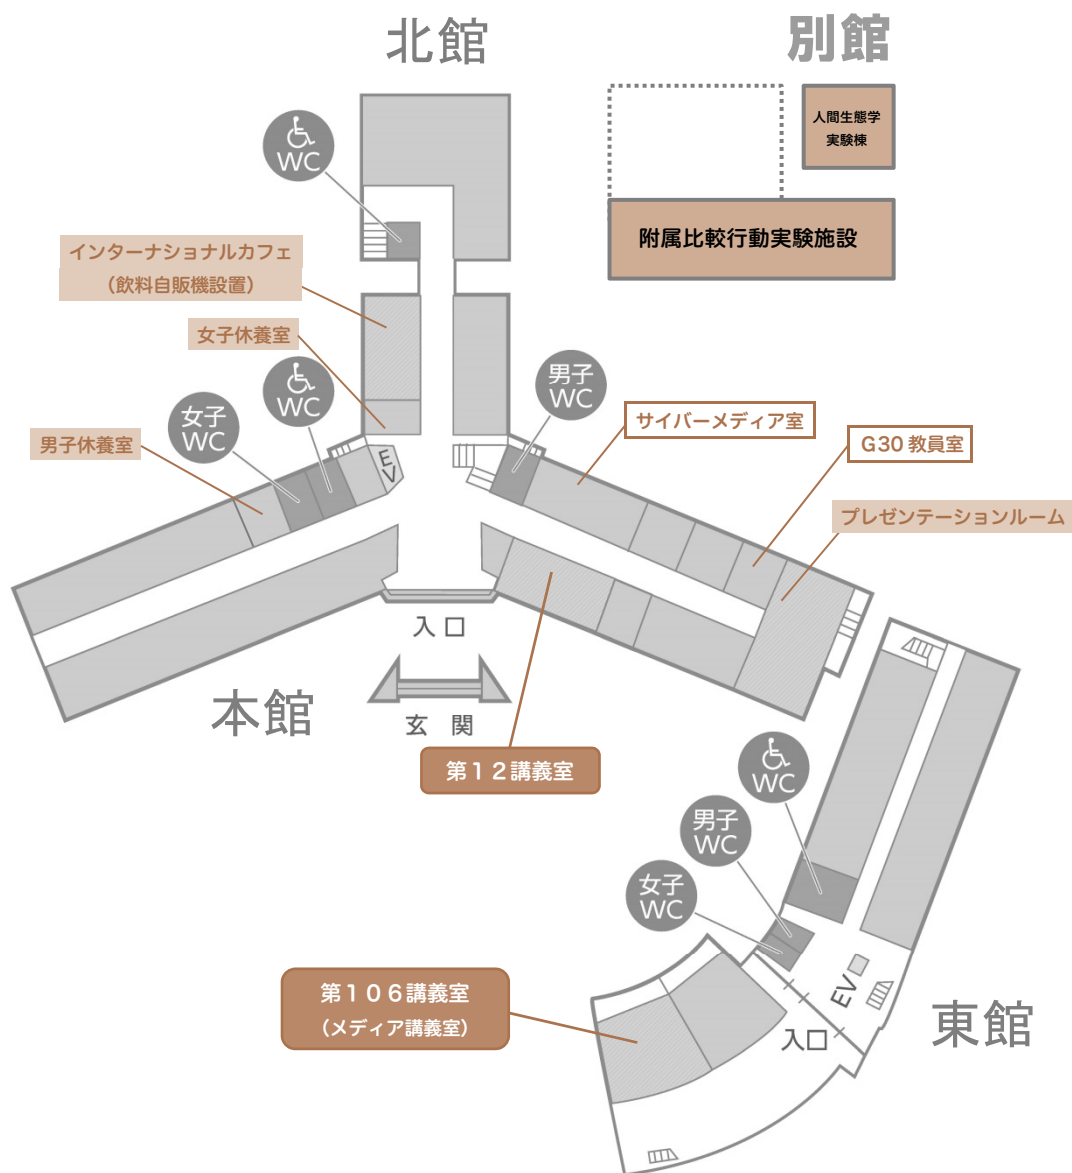 北館
別館
WC
人間生態学
実験棟
附属比較行動実験施設
インターナショナルカフェ
（飲料自販機設置）
女子休養室
WC
男子
WC
女子
WC
男子休養室
EV
サイバーメディア室
G30 教員室
プレゼンテーションルーム
入口
本館
玄関
第１２講義室
WC
男子
WC
女子
WC
第１０６講義室
（メディア講義室）
EV
入口
東館